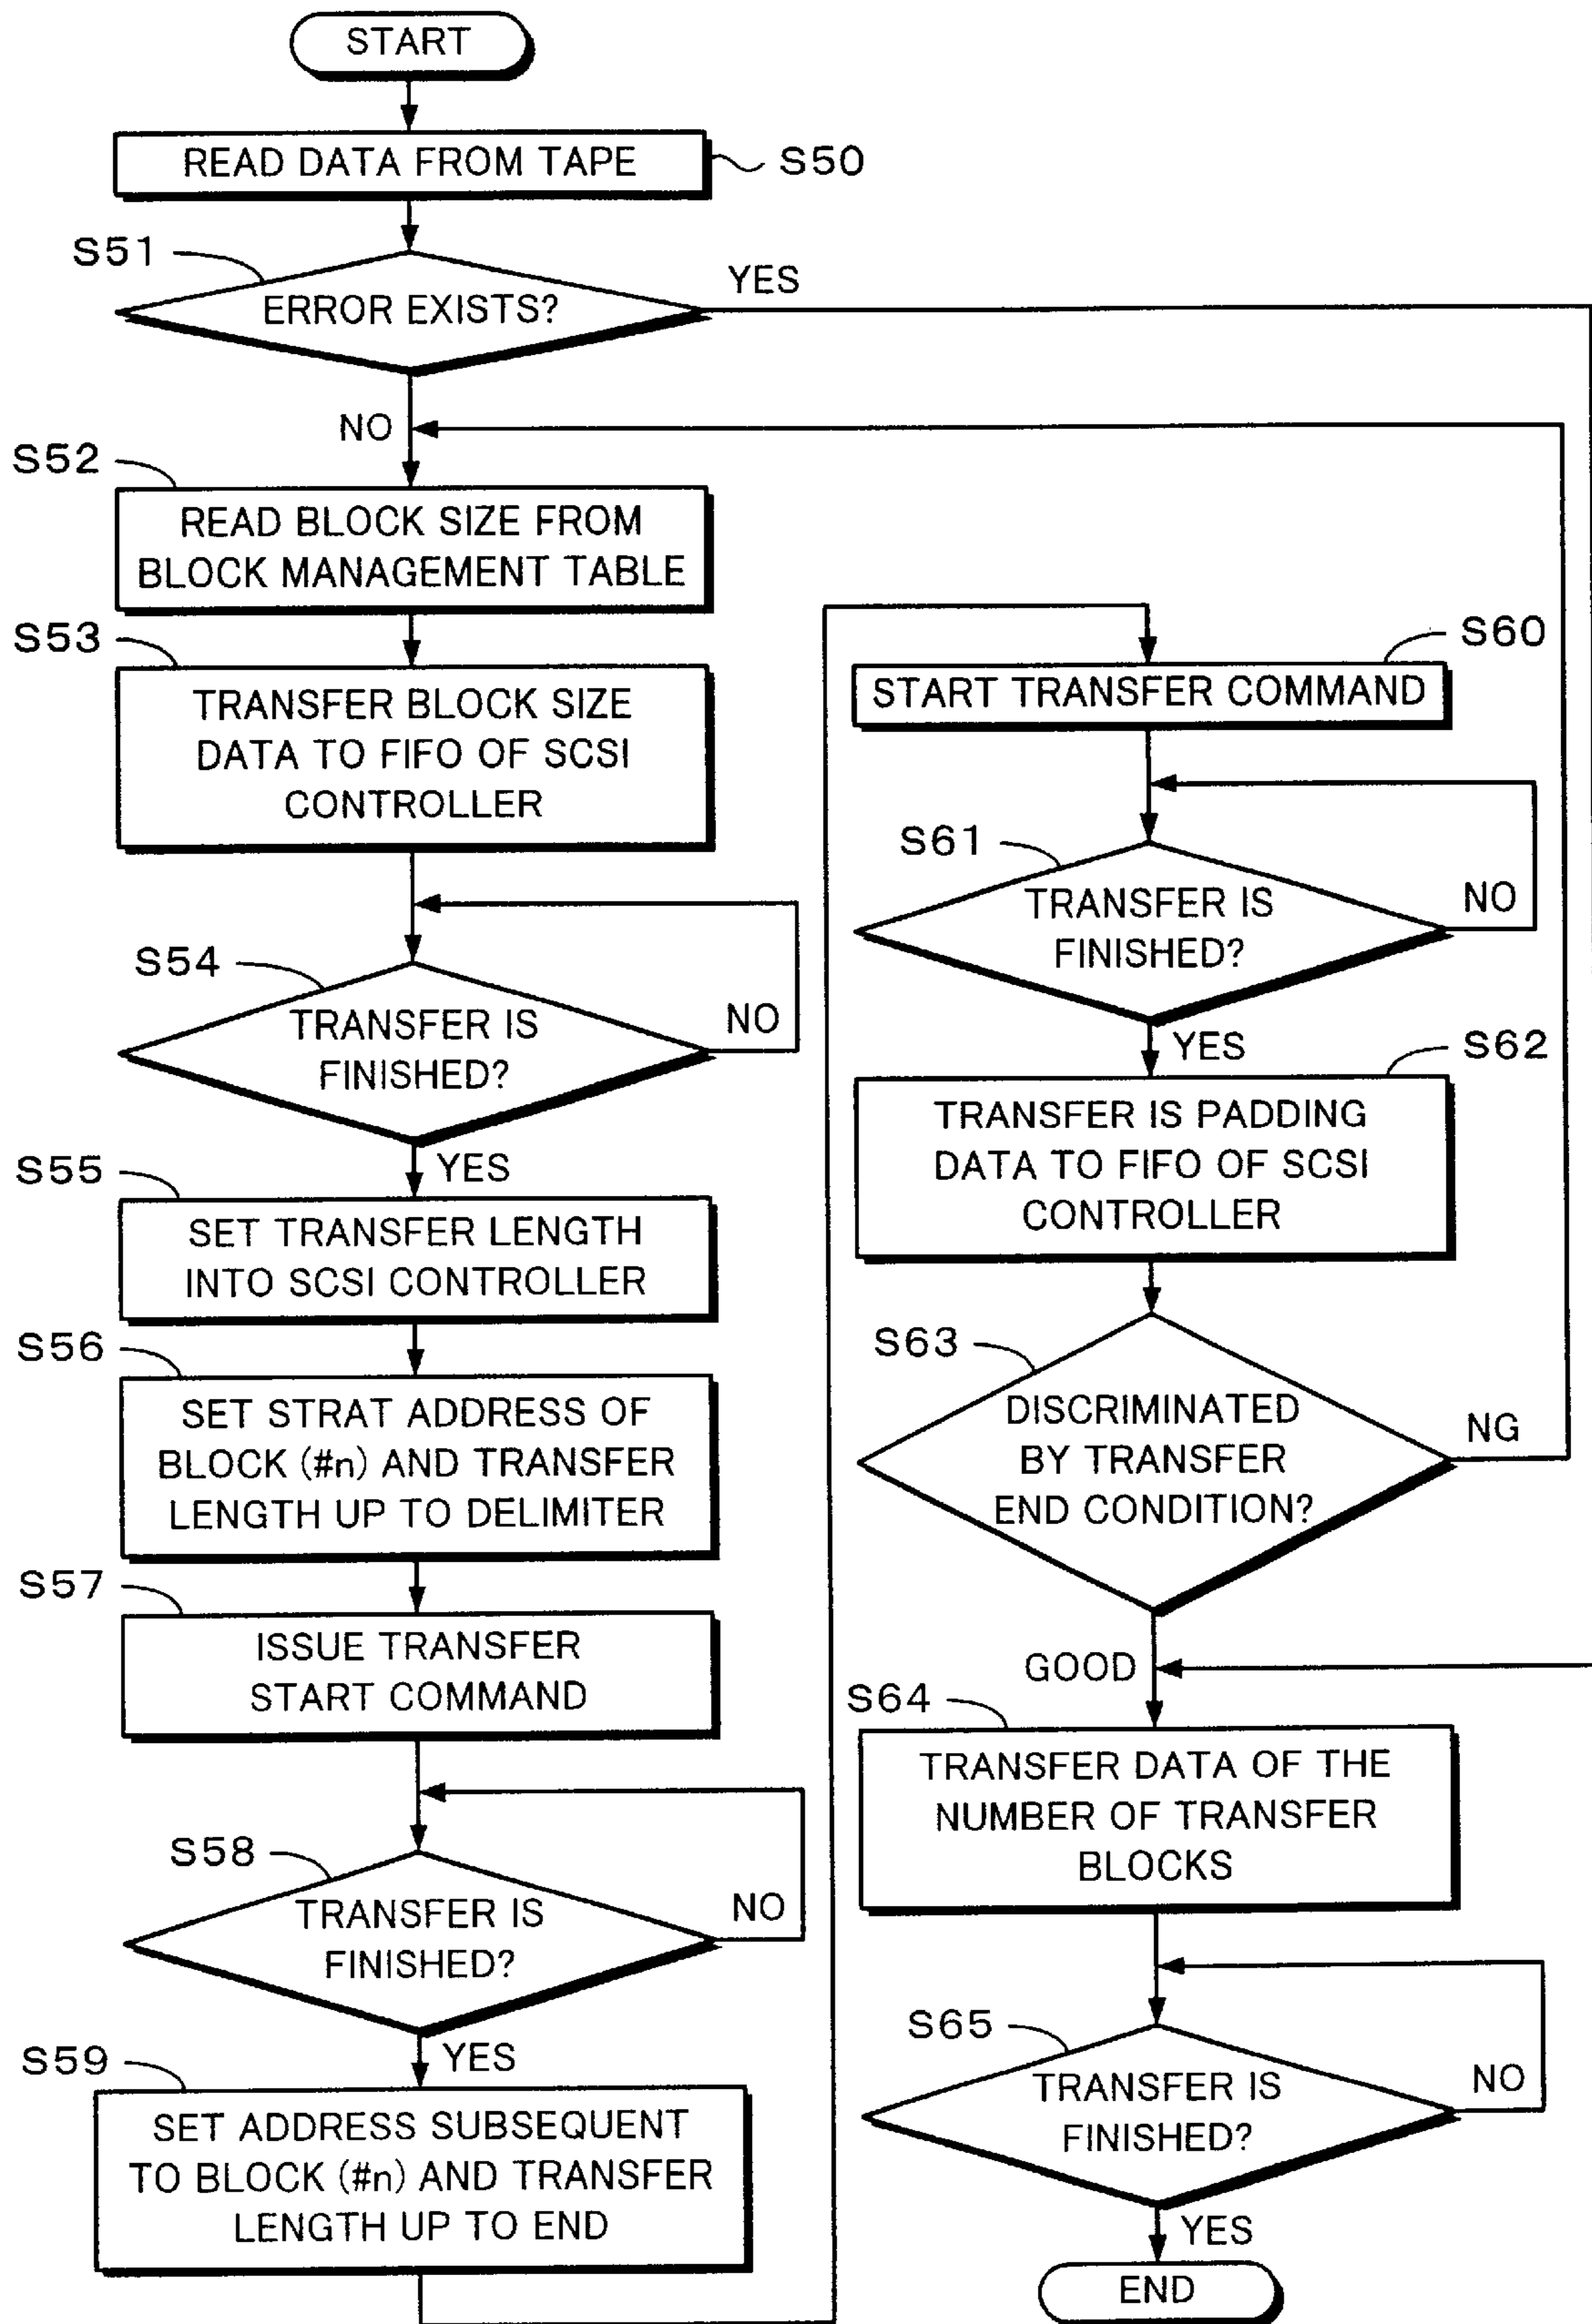 START
READ DATA FROM TAPE
S50
S51
ERROR EXISTS?
YES
NO
S52
READ BLOCK SIZE FROM
BLOCK MANAGEMENT TABLE
S53
TRANSFER BLOCK SIZE
DATA TO FIFO OF SCSI
CONTROLLER
S54
TRANSFER IS
FINISHED?
NO
YES
S55
SET TRANSFER LENGTH
INTO SCSI CONTROLLER
S56
SET STRAT ADDRESS OF
BLOCK (#n) AND TRANSFER
LENGTH UP TO DELIMITER
S57
ISSUE TRANSFER
START COMMAND
S58
TRANSFER IS
FINISHED?
NO
YES
S59
SET ADDRESS SUBSEQUENT
TO BLOCK (#n) AND TRANSFER
LENGTH UP TO END
S60
START TRANSFER COMMAND
S61
TRANSFER IS
FINISHED?
NO
YES
S62
TRANSFER IS PADDING
DATA TO FIFO OF SCSI
CONTROLLER
S63
DISCRIMINATED
BY TRANSFER
END CONDITION?
NG
GOOD
S64
TRANSFER DATA OF THE
NUMBER OF TRANSFER
BLOCKS
S65
TRANSFER IS
FINISHED?
NO
YES
END